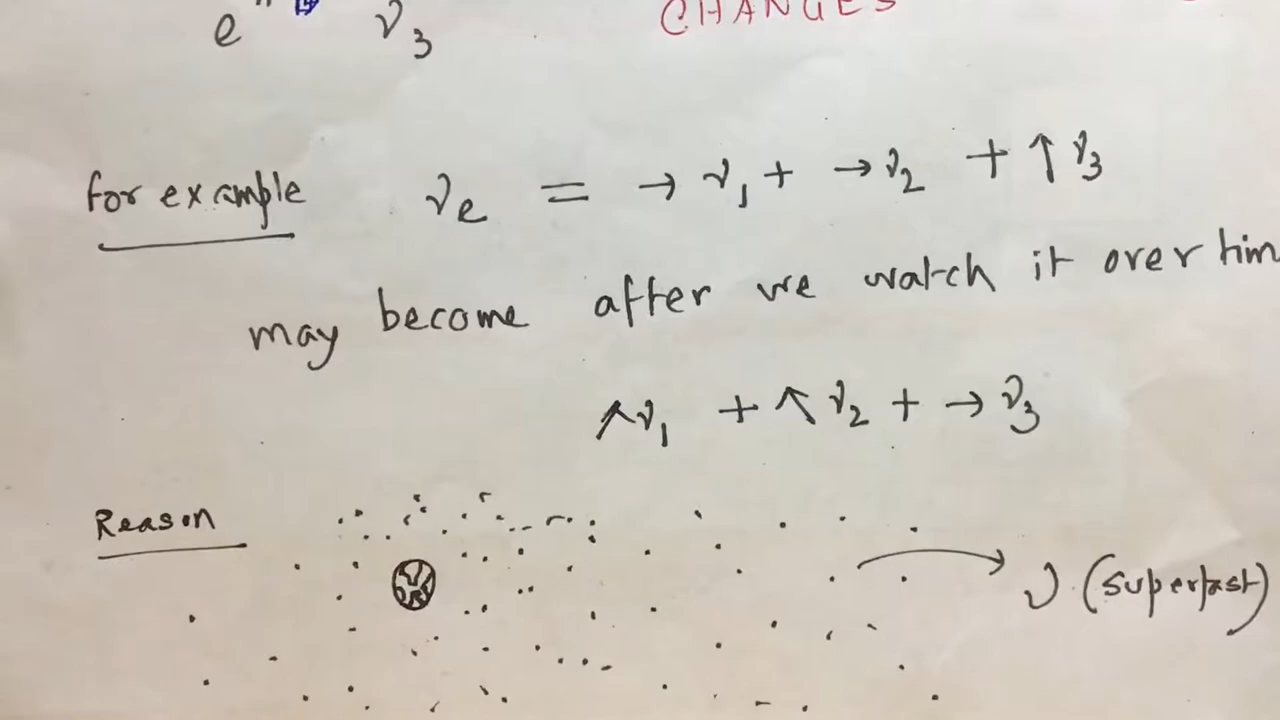 e ν₃ CHANGES
for example νe = → ν₁ + → ν₂ + ↑ ν₃
may become after we watch it over tim
↗ν₁ + ↖ ν₂ + → ν₃
Reason
ν (superfast)